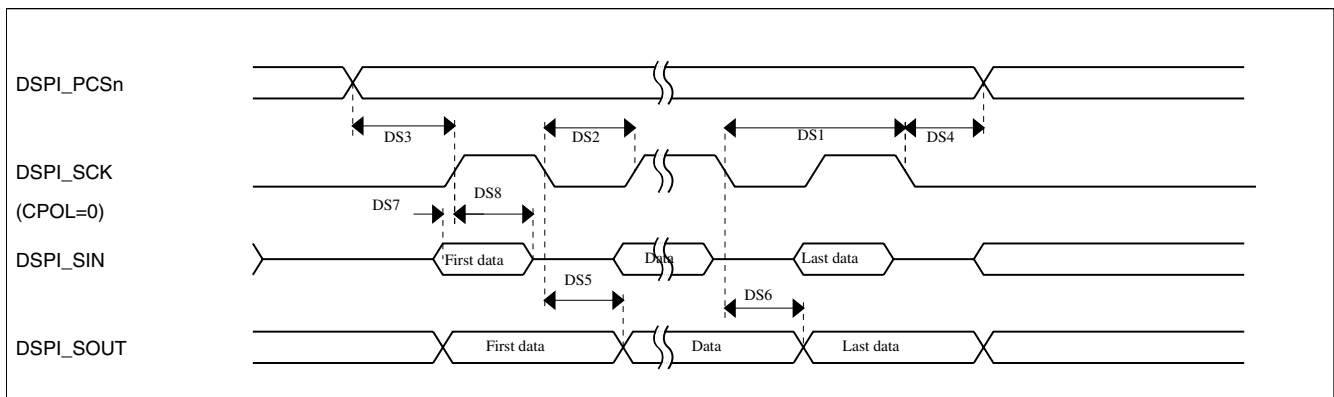 DSPI_PCSn
DS3
DS2
DS1
DS4
DSPI_SCK
(CPOL=0)
DS7
DS8
DSPI_SIN
First data
Data
Last data
DS5
DS6
DSPI_SOUT
First data
Data
Last data